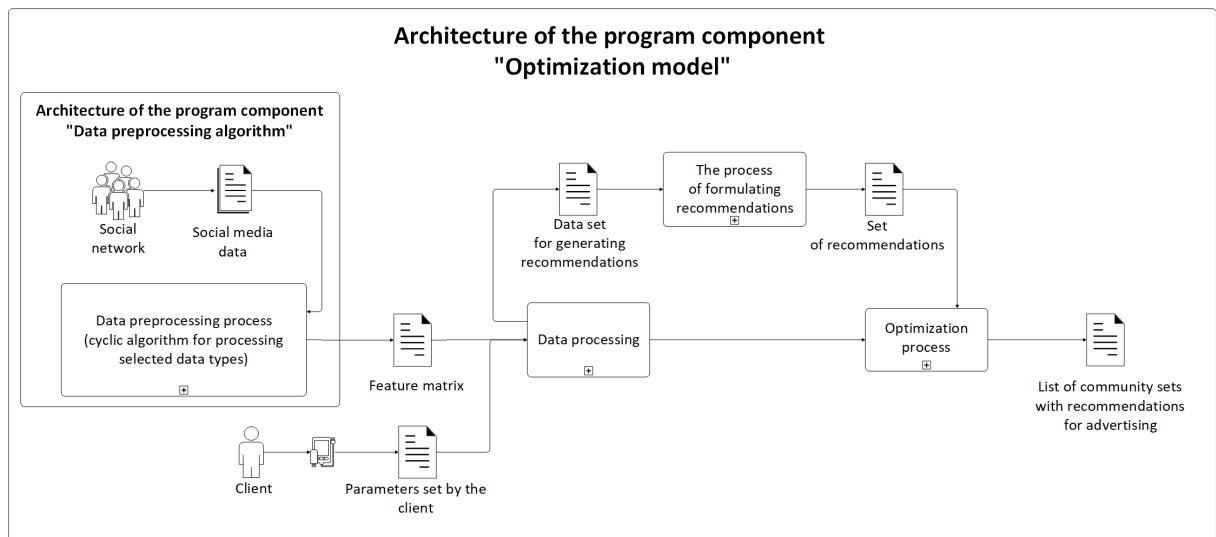 Architecture of the program component
"Optimization model"
Architecture of the program component
"Data preprocessing algorithm"
Social
network
Social media
data
Data preprocessing process
(cyclic algorithm for processing
selected data types)
Feature matrix
Client
Parameters set by the
client
Data set
for generating
recommendations
The process
of formulating
recommendations
Set
of recommendations
Data processing
Optimization
process
List of community sets
with recommendations
for advertising